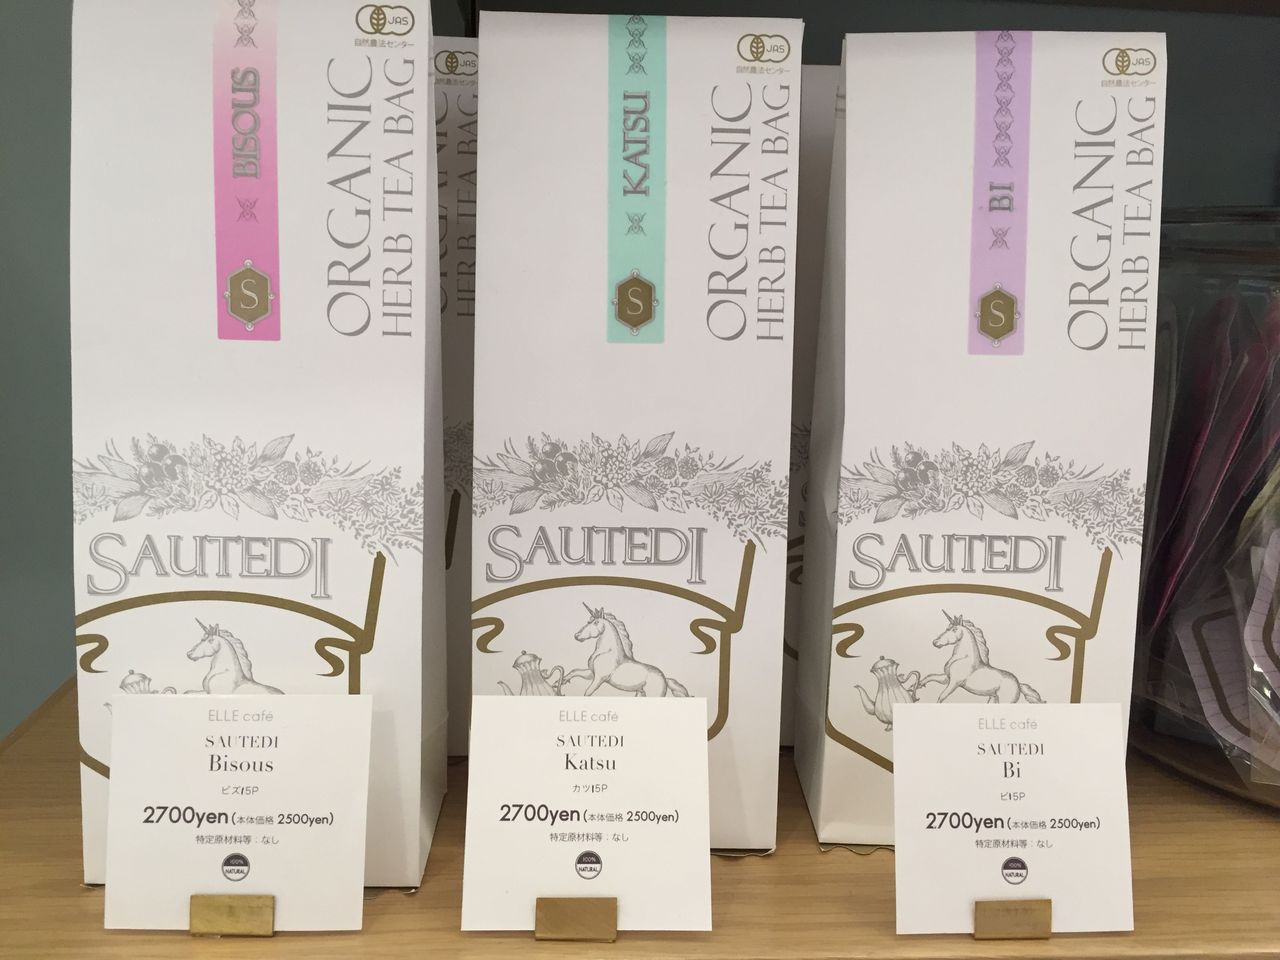 JAS
自然農法センター
BISOUS
ORGANIC
HERB TEA BAG
S
SAUTEDI
ELLE café
SAUTEDI
Bisous
ビズ15P
2700yen (本体価格 2500yen)
特定原材料等：なし
100%
NATURAL
JAS
自然農法センター
KATSU
ORGANIC
HERB TEA BAG
S
SAUTEDI
ELLE café
SAUTEDI
Katsu
カツ15P
2700yen (本体価格 2500yen)
特定原材料等：なし
100%
NATURAL
JAS
自然農法センター
BI
ORGANIC
HERB TEA BAG
S
SAUTEDI
ELLE café
SAUTEDI
Bi
ビ15P
2700yen (本体価格 2500yen)
特定原材料等：なし
100%
NATURAL